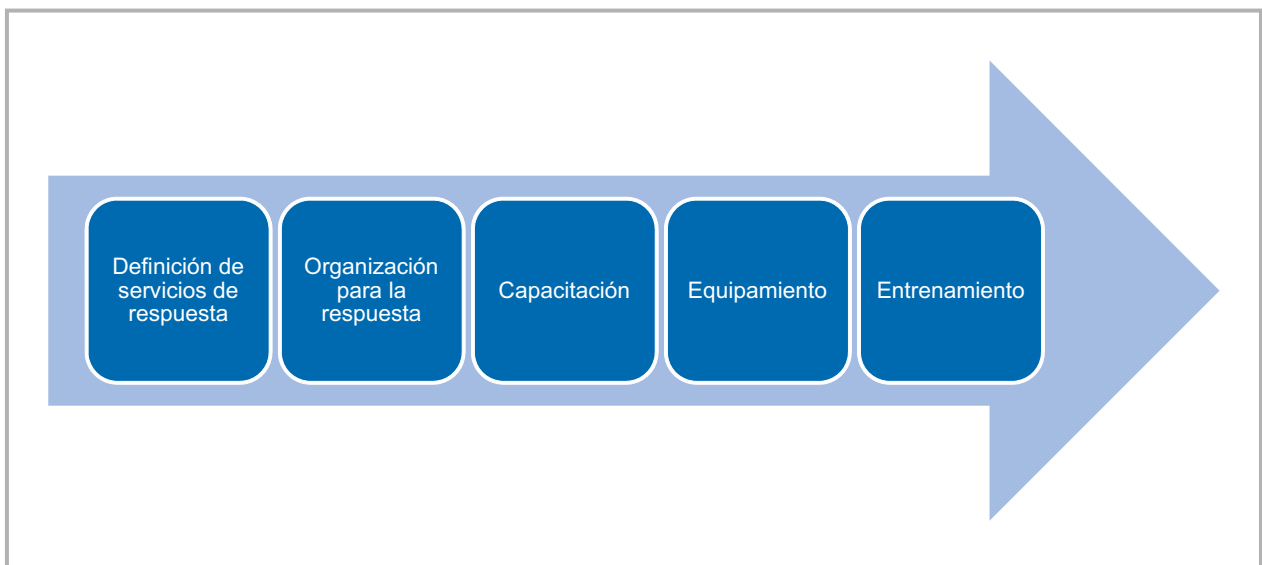 Definición de
servicios de
respuesta
Organización
para la
respuesta
Capacitación
Equipamiento
Entrenamiento